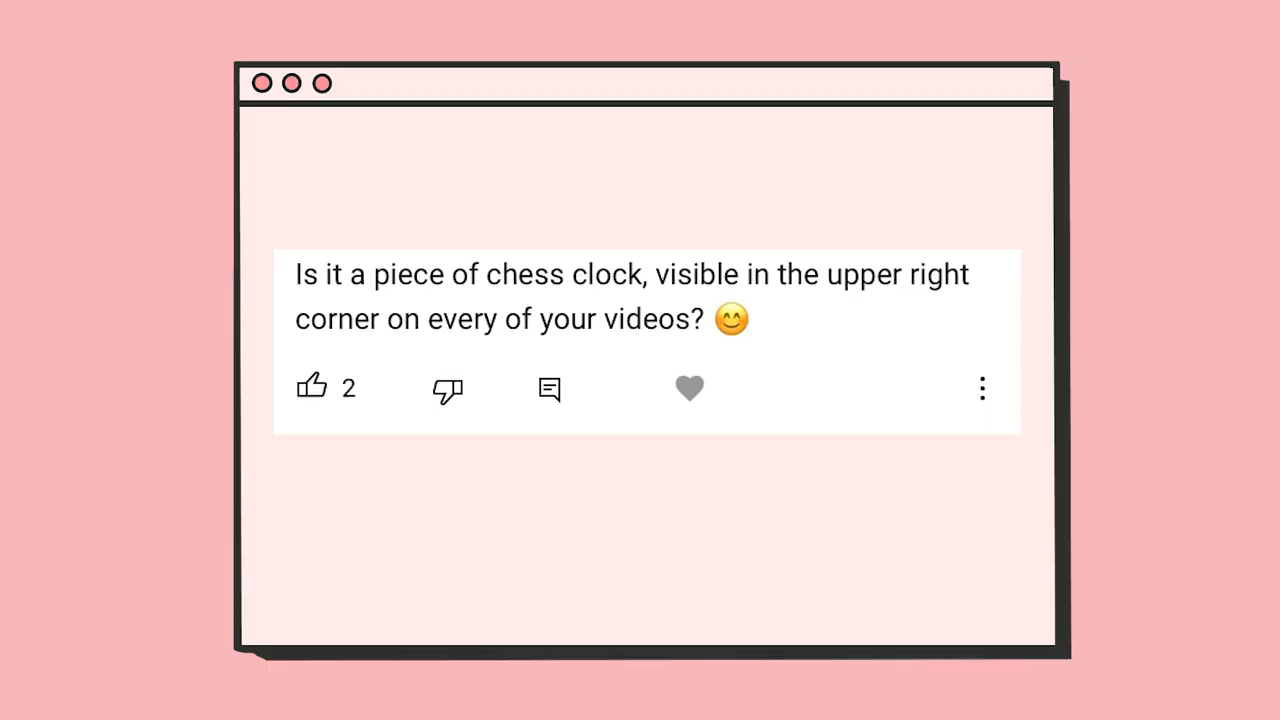 Is it a piece of chess clock, visible in the upper right
corner on every of your videos? 😊
2